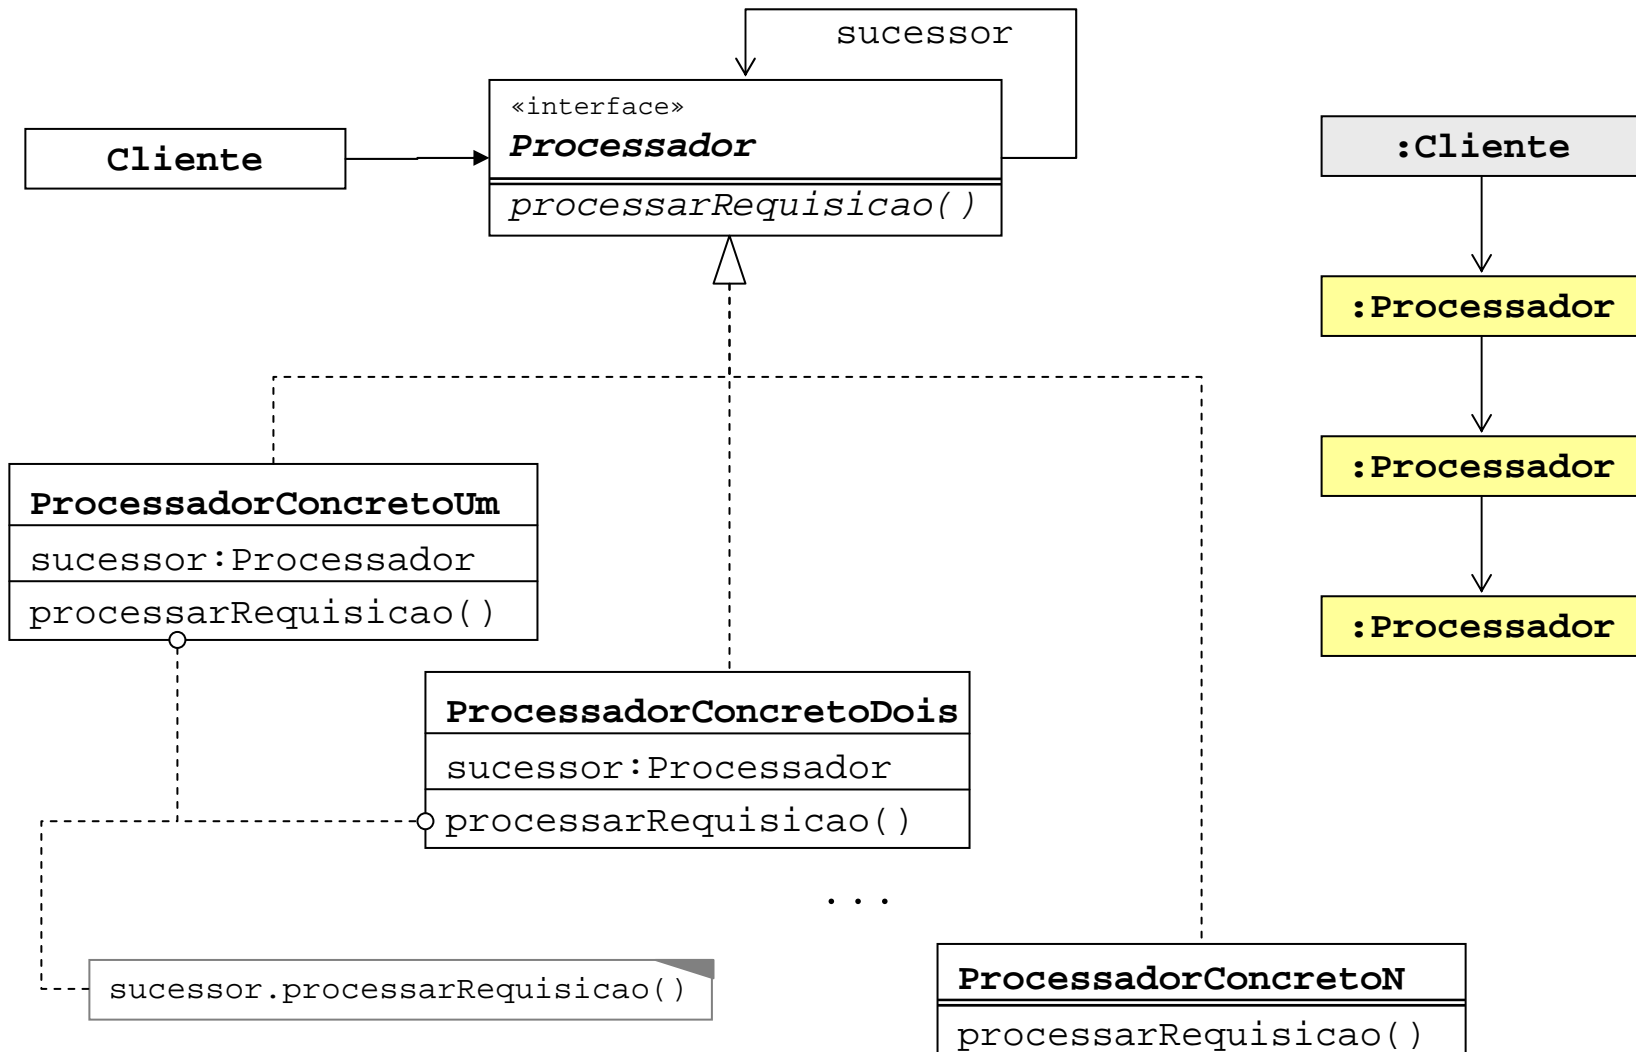 sucessor
«interface»
Processador
processarRequisicao()
Cliente
:Cliente
:Processador
:Processador
:Processador
ProcessadorConcretoUm
sucessor:Processador
processarRequisicao()
ProcessadorConcretoDois
sucessor:Processador
processarRequisicao()
...
sucessor.processarRequisicao()
ProcessadorConcretoN
processarRequisicao()